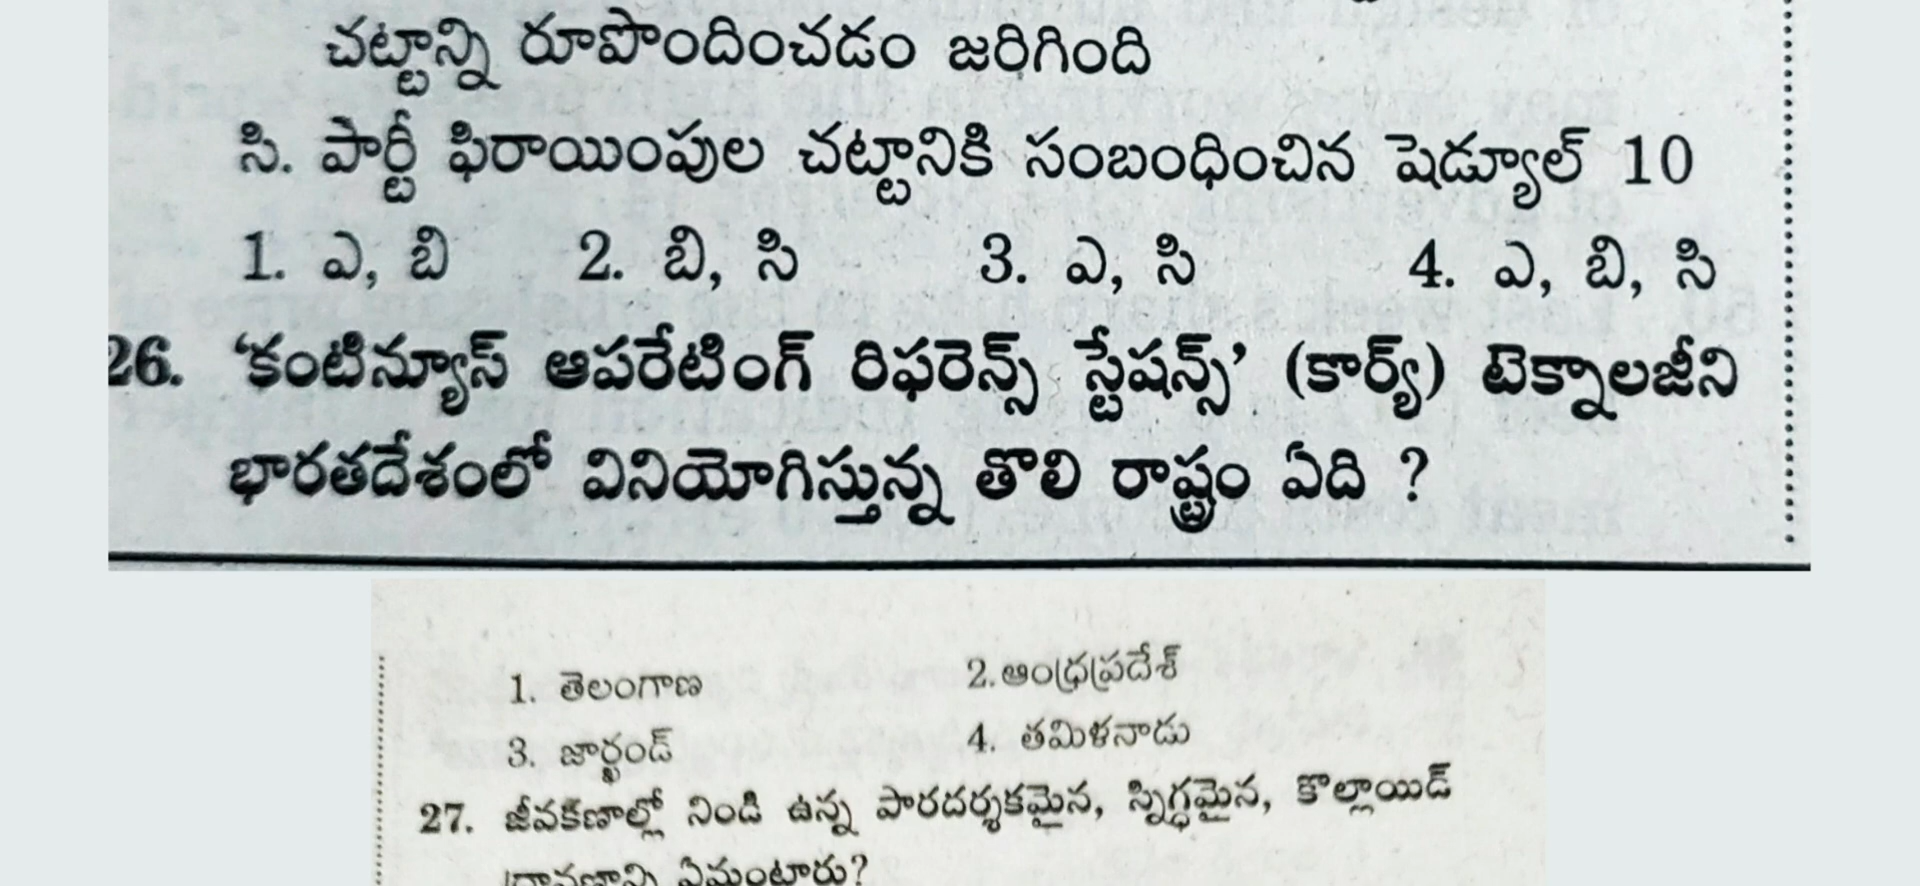 చట్టాన్ని రూపొందించడం జరిగింది
సి. పార్టీ ఫిరాయింపుల చట్టానికి సంబంధించిన షెడ్యూల్ 10
1. ఎ, బి 2. బి, సి 3. ఎ, సి 4. ఎ, బి, సి
26. ‘కంటిన్యూస్ ఆపరేటింగ్ రిఫరెన్స్ స్టేషన్స్’ (కార్య్) టెక్నాలజీని
భారతదేశంలో వినియోగిస్తున్న తొలి రాష్ట్రం ఏది ?
1. తెలంగాణ 2. ఆంధ్రప్రదేశ్
3. జార్ఖండ్ 4. తమిళనాడు
27. జీవకణాల్లో నిండి ఉన్న పారదర్శకమైన, స్నిగ్ధమైన, కొల్లాయిడ్
ద్రావణాన్ని ఏమంటారు?